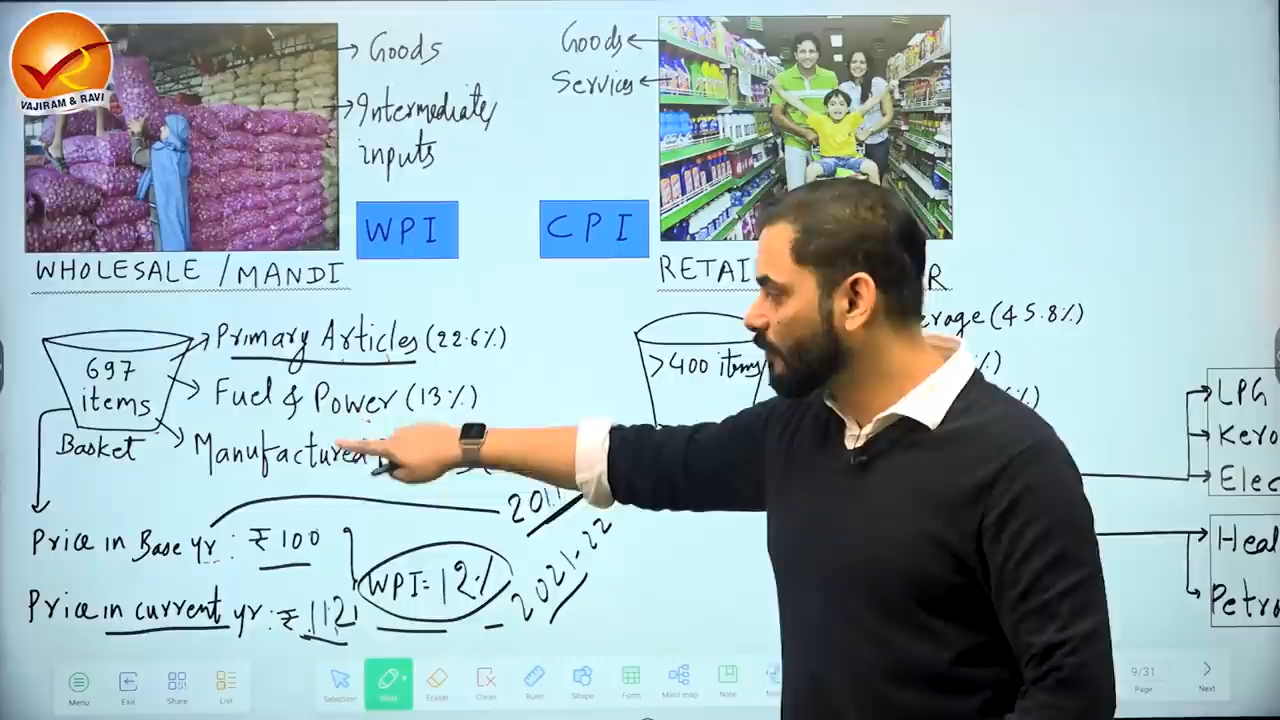 VAJIRAM & RAVI
Goods
Intermediate/
inputs
WPI
WHOLESALE / MANDI
Goods
Services
CPI
RETAI
R
697
items
Basket
Primary Articles (22.6%)
Fuel & Power (13%)
Manufactured
>400 items
erage (45.8%)
%)
%)
LPG
Kero
Elec
Heal
Petro
Price in Base yr : ₹100
Price in current yr : ₹112
WPI = 12%
201
2021-22
Menu
Exit
Share
List
Selection
Eraser
Clean
Ruler
Shape
Form
Mind map
Note
9/31
Page
Next